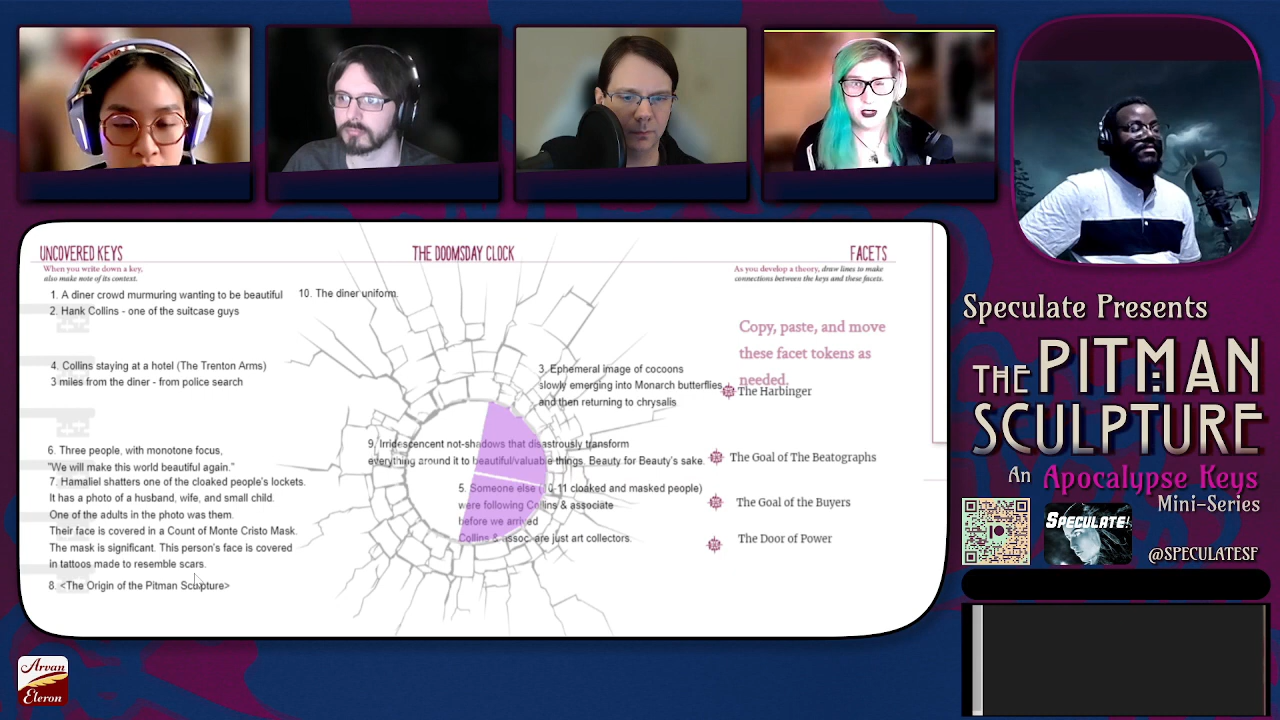 UNCOVERED KEYS
When you write down a key,
also make note of its context.
THE DOOMSDAY CLOCK
FACETS
As you develop a theory, draw lines to make
connections between the keys and these facets.
1. A diner crowd murmuring wanting to be beautiful
2. Hank Collins - one of the suitcase guys
10. The diner uniform.
4. Collins staying at a hotel (The Trenton Arms)
3 miles from the diner - from police search
3. Ephemeral image of cocoons
slowly emerging into Monarch butterflies
and then returning to chrysalis
Copy, paste, and move
these facet tokens as
needed.
The Harbinger
6. Three people, with monotone focus,
"We will make this world beautiful again."
7. Hamaliel shatters one of the cloaked people's lockets.
It has a photo of a husband, wife, and small child.
One of the adults in the photo was them.
Their face is covered in a Count of Monte Cristo Mask.
The mask is significant. This person's face is covered
in tattoos made to resemble scars.
8. <The Origin of the Pitman Sculpture>
9. Irridescencent not-shadows that disastrously transform
everything around it to beautiful/valuable things. Beauty for Beauty's sake.
5. Someone else (10-11 cloaked and masked people)
were following Collins & associate
before we arrived
Collins & assoc. are just art collectors.
The Goal of The Beatographs
The Goal of the Buyers
The Door of Power
Speculate Presents
THE PITMAN
SCULPTURE
An Apocalypse Keys
Mini-Series
SPECULATE!
@SPECULATESF
Arvan
Eleron